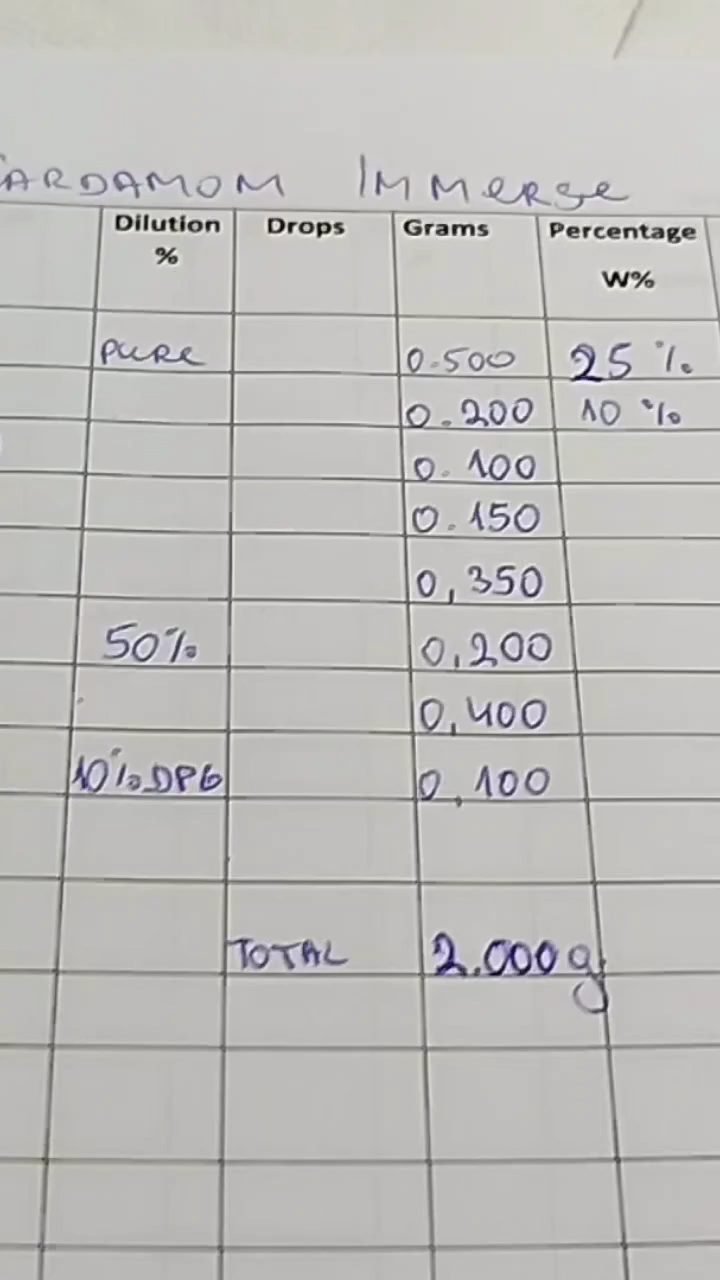 ARDAMOM IMMERSE
Dilution % Drops Grams Percentage W%
PURE 0.500 25 %
0.200 10 %
0.100
0.150
0,350
50% 0,200
0,400
10% DPG 0,100
TOTAL 2.000g